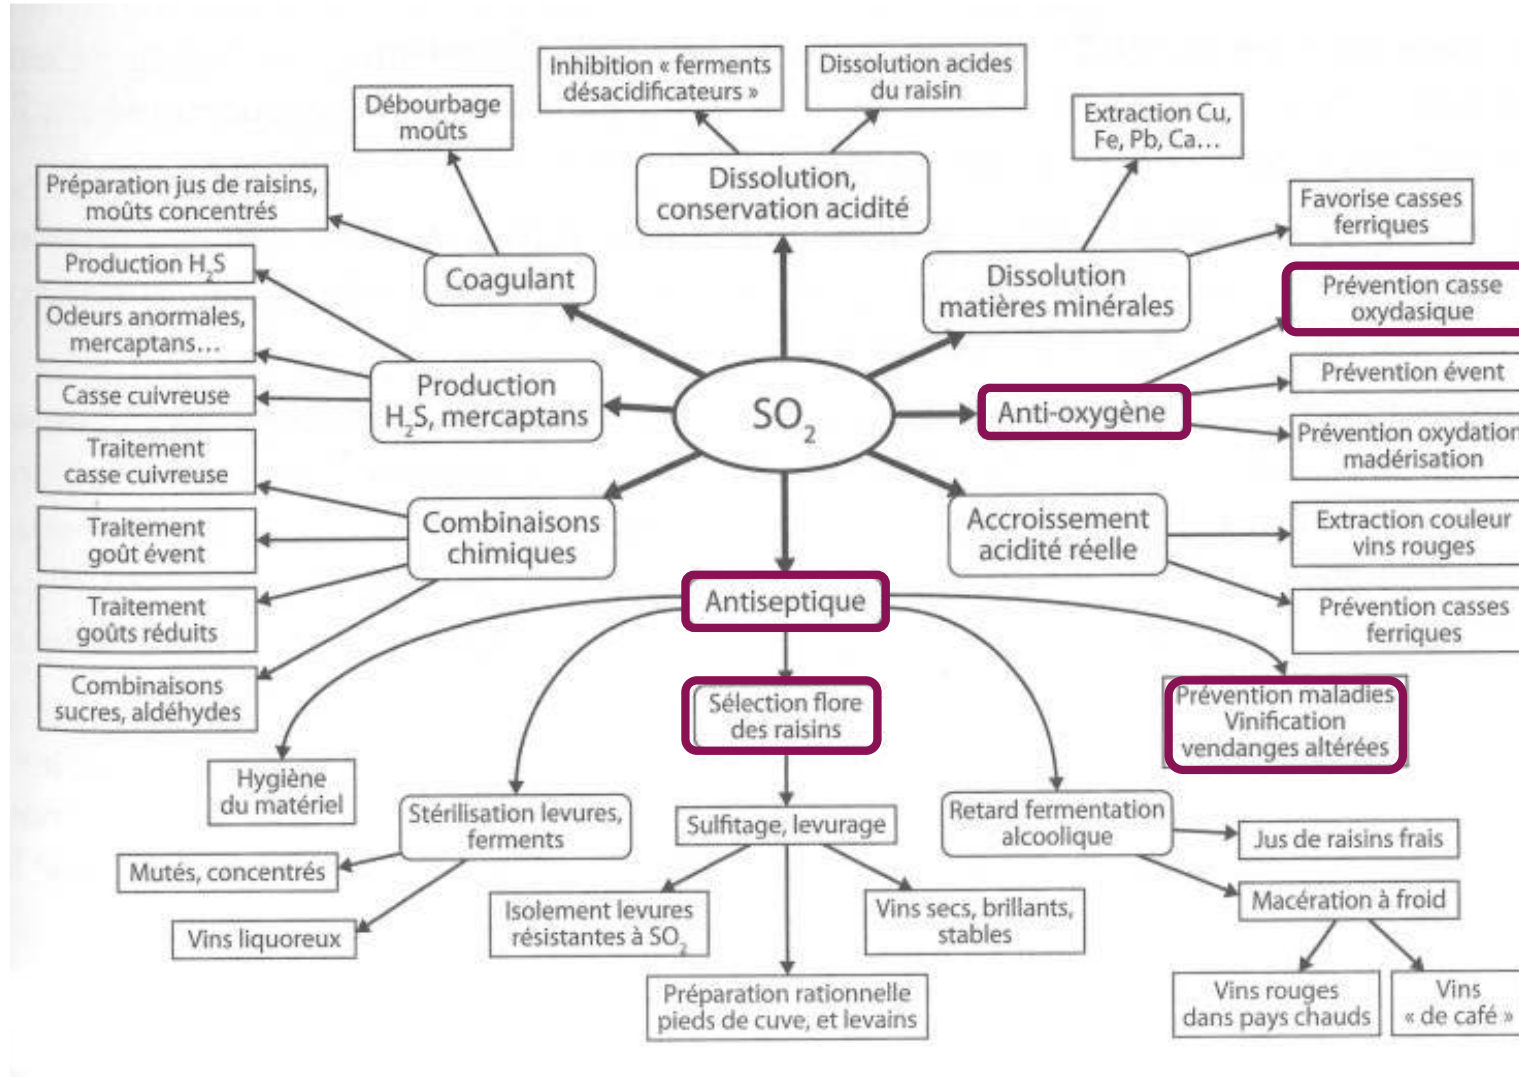 Inhibition « ferments
désacidificateurs »
Dissolution acides
du raisin
Débourbage
moûts
Extraction Cu,
Fe, Pb, Ca...
Dissolution,
conservation acidité
Préparation jus de raisins,
moûts concentrés
Favorise casses
ferriques
Production H2S
Coagulant
Dissolution
matières minérales
Prévention casse
oxydasique
Odeurs anormales,
mercaptans...
Prévention évent
Casse cuivreuse
Production
H2S, mercaptans
SO2
Anti-oxygène
Prévention oxydation
madérisation
Traitement
casse cuivreuse
Combinaisons
chimiques
Accroissement
acidité réelle
Extraction couleur
vins rouges
Traitement
goût évent
Antiseptique
Prévention casses
ferriques
Traitement
goûts réduits
Combinaisons
sucres, aldéhydes
Sélection flore
des raisins
Prévention maladies
Vinification
vendanges altérées
Hygiène
du matériel
Stérilisation levures,
ferments
Sulfitage, levurage
Retard fermentation
alcoolique
Jus de raisins frais
Mutés, concentrés
Macération à froid
Vins liquoreux
Isolement levures
résistantes à SO2
Vins secs, brillants,
stables
Préparation rationnelle
pieds de cuve, et levains
Vins rouges
dans pays chauds
Vins
« de café »